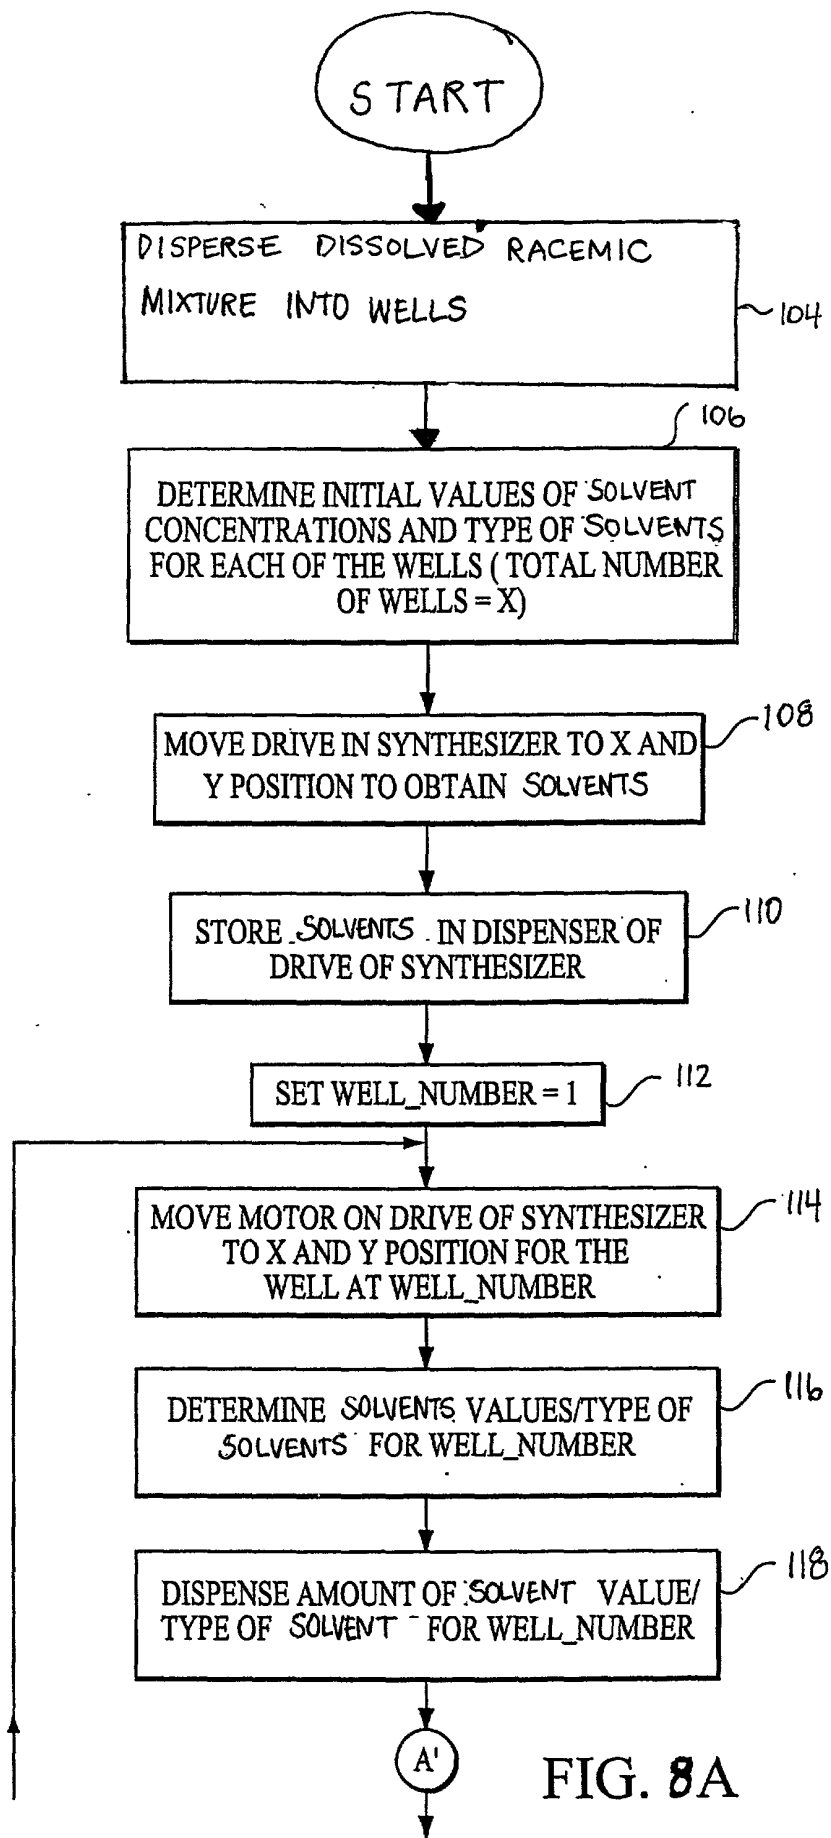 START
DISPERSE DISSOLVED RACEMIC
MIXTURE INTO WELLS
104
106
DETERMINE INITIAL VALUES OF SOLVENT
CONCENTRATIONS AND TYPE OF SOLVENTS
FOR EACH OF THE WELLS ( TOTAL NUMBER
OF WELLS = X)
108
MOVE DRIVE IN SYNTHESIZER TO X AND
Y POSITION TO OBTAIN SOLVENTS
110
STORE SOLVENTS IN DISPENSER OF
DRIVE OF SYNTHESIZER
SET WELL_NUMBER = 1
112
114
MOVE MOTOR ON DRIVE OF SYNTHESIZER
TO X AND Y POSITION FOR THE
WELL AT WELL_NUMBER
116
DETERMINE SOLVENTS VALUES/TYPE OF
SOLVENTS FOR WELL_NUMBER
118
DISPENSE AMOUNT OF SOLVENT VALUE/
TYPE OF SOLVENT FOR WELL_NUMBER
A'
FIG. 8A